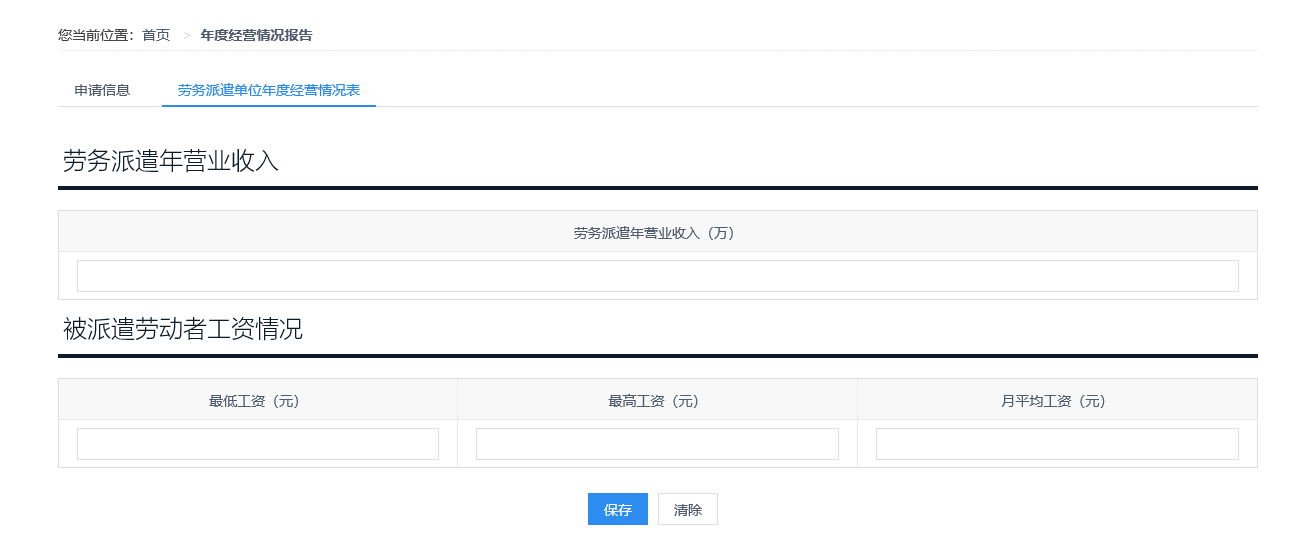 您当前位置：首页 > 年度经营情况报告
申请信息 劳务派遣单位年度经营情况表
劳务派遣年营业收入
劳务派遣年营业收入（万）
被派遣劳动者工资情况
最低工资（元） 最高工资（元） 月平均工资（元）
保存 清除